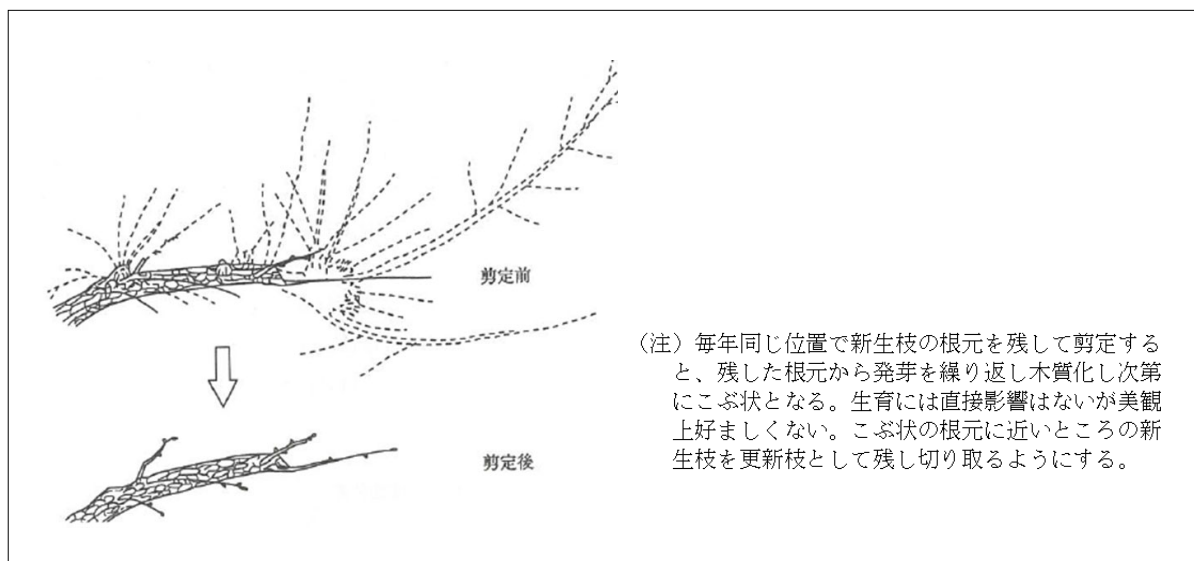 剪定前
（注）毎年同じ位置で新生枝の根元を残して剪定する
と、残した根元から発芽を繰り返し木質化し次第
にこぶ状となる。生育には直接影響はないが美観
上好ましくない。こぶ状の根元に近いところの新
生枝を更新枝として残し切り取るようにする。
剪定後